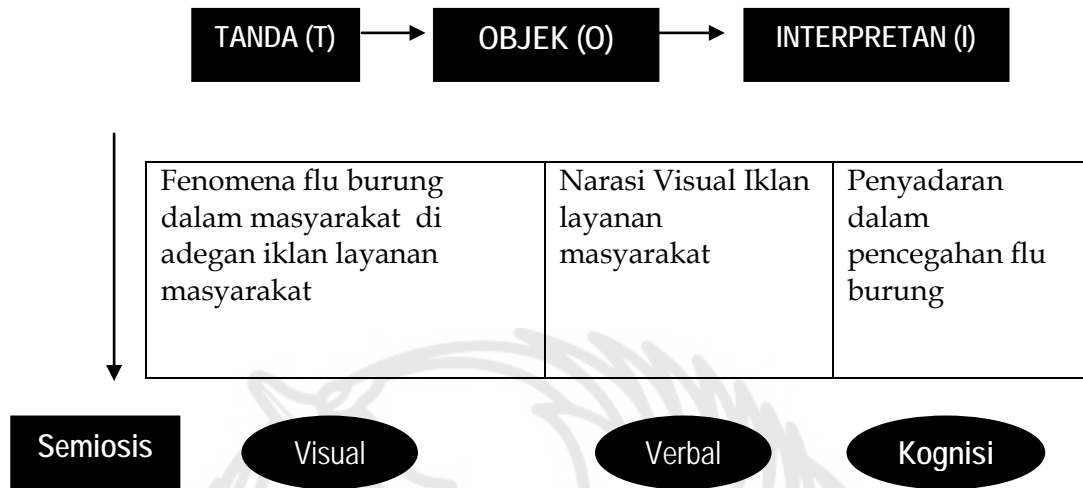 TANDA (T)
OBJEK (O)
INTERPRETAN (I)
Fenomena flu burung
dalam masyarakat di
adegan iklan layanan
masyarakat
Narasi Visual Iklan
layanan
masyarakat
Penyadaran
dalam
pencegahan flu
burung
Semiosis
Visual
Verbal
Kognisi